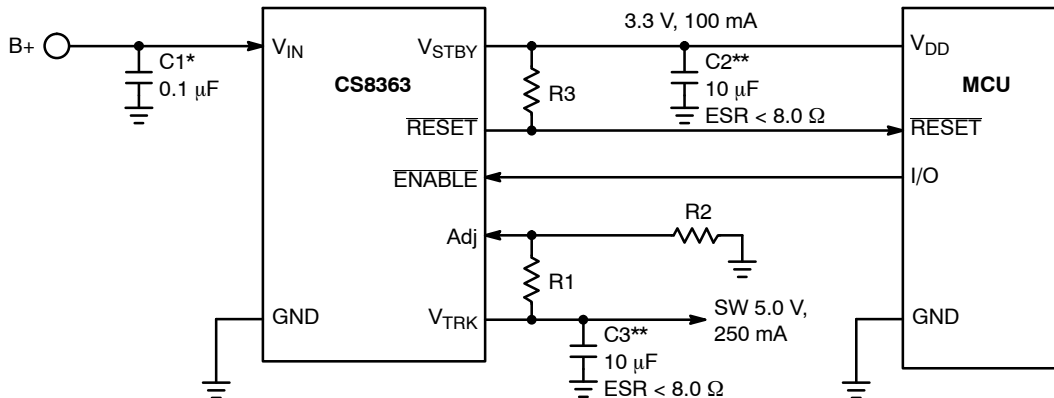 B+
C1*
0.1 μF
V_IN
CS8363
V_STBY
RESET
ENABLE
Adj
V_TRK
GND
3.3 V, 100 mA
R3
C2**
10 μF
ESR < 8.0 Ω
R2
R1
SW 5.0 V,
250 mA
C3**
10 μF
ESR < 8.0 Ω
V_DD
MCU
RESET
I/O
GND